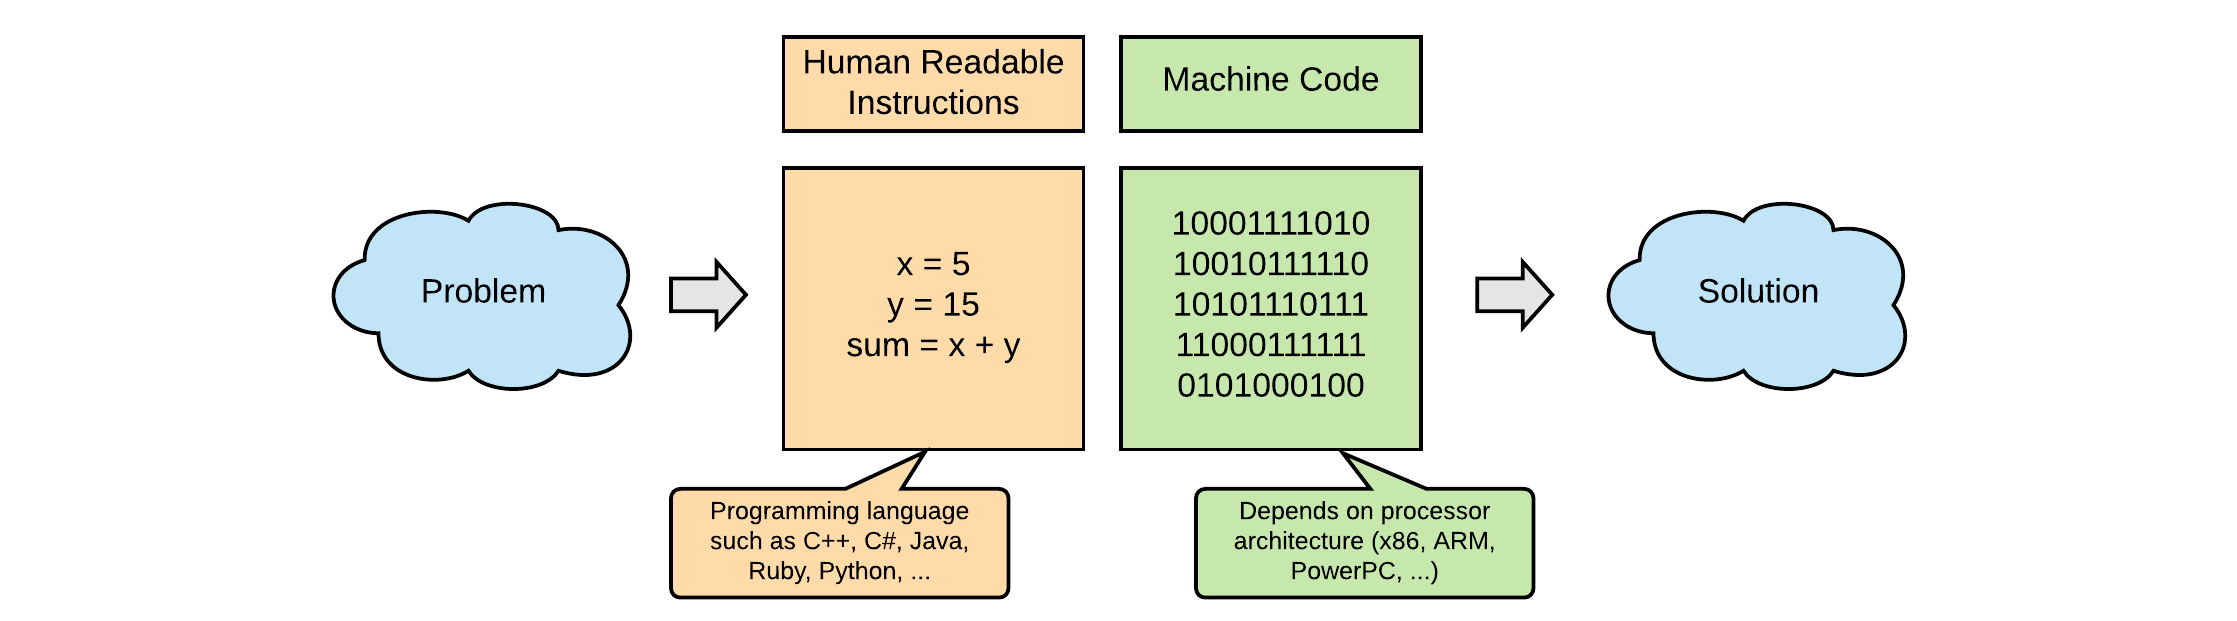 Human Readable
Instructions
Machine Code
Problem
x = 5
y = 15
sum = x + y
10001111010
10010111110
10101110111
11000111111
0101000100
Solution
Programming language
such as C++, C#, Java,
Ruby, Python, ...
Depends on processor
architecture (x86, ARM,
PowerPC, ...)